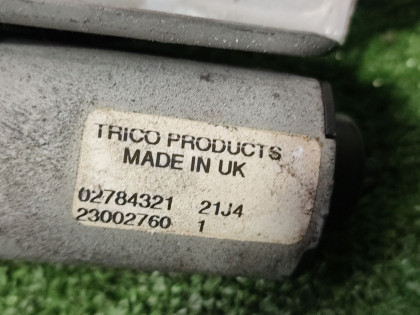 TRICO PRODUCTS
MADE IN UK
02784321 21J4
23002760 1